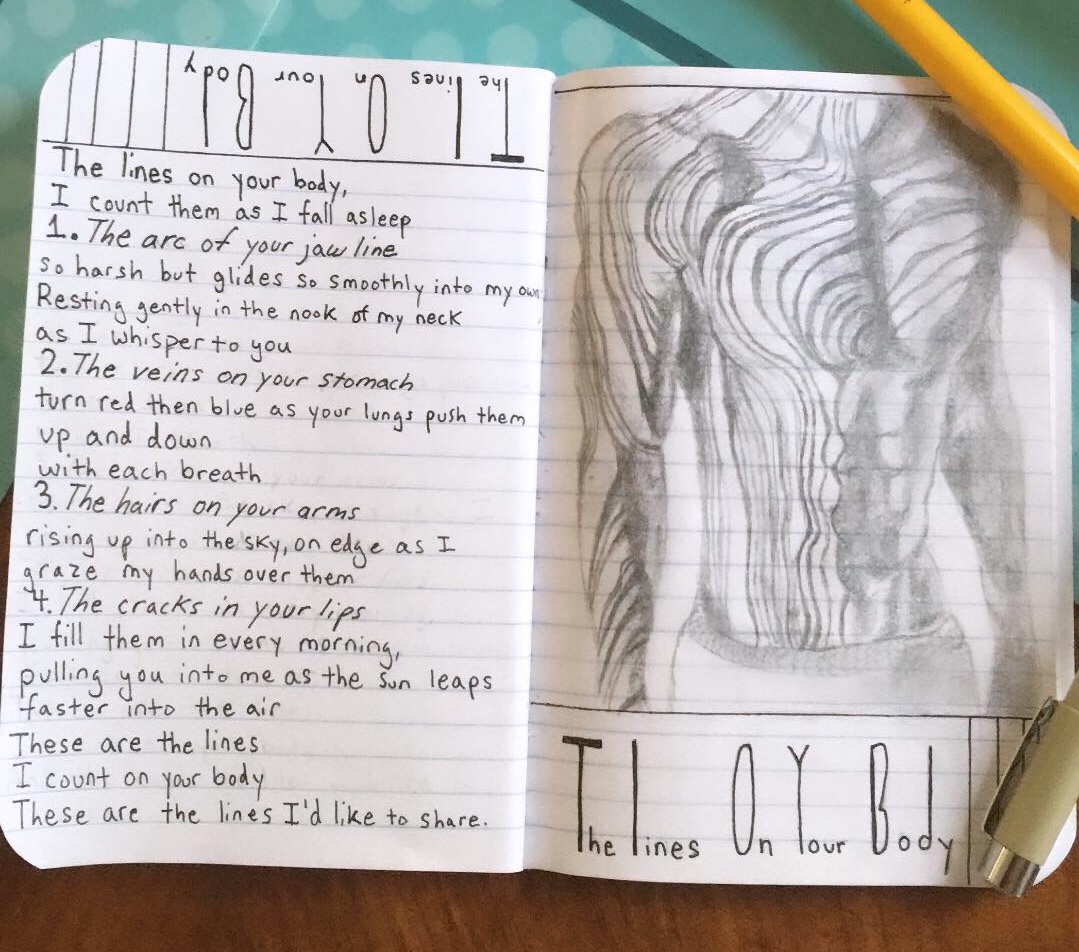 The lines On Your Body
The lines on your body,
I count them as I fall asleep
1. The arc of your jaw line
so harsh but glides so smoothly into my own
Resting gently in the nook of my neck
as I whisper to you
2. The veins on your stomach
turn red then blue as your lungs push them
up and down
with each breath
3. The hairs on your arms
rising up into the sky, on edge as I
graze my hands over them
4. The cracks in your lips
I fill them in every morning,
pulling you into me as the sun leaps
faster into the air
These are the lines
I count on your body
These are the lines I'd like to share.
The lines On Your Body